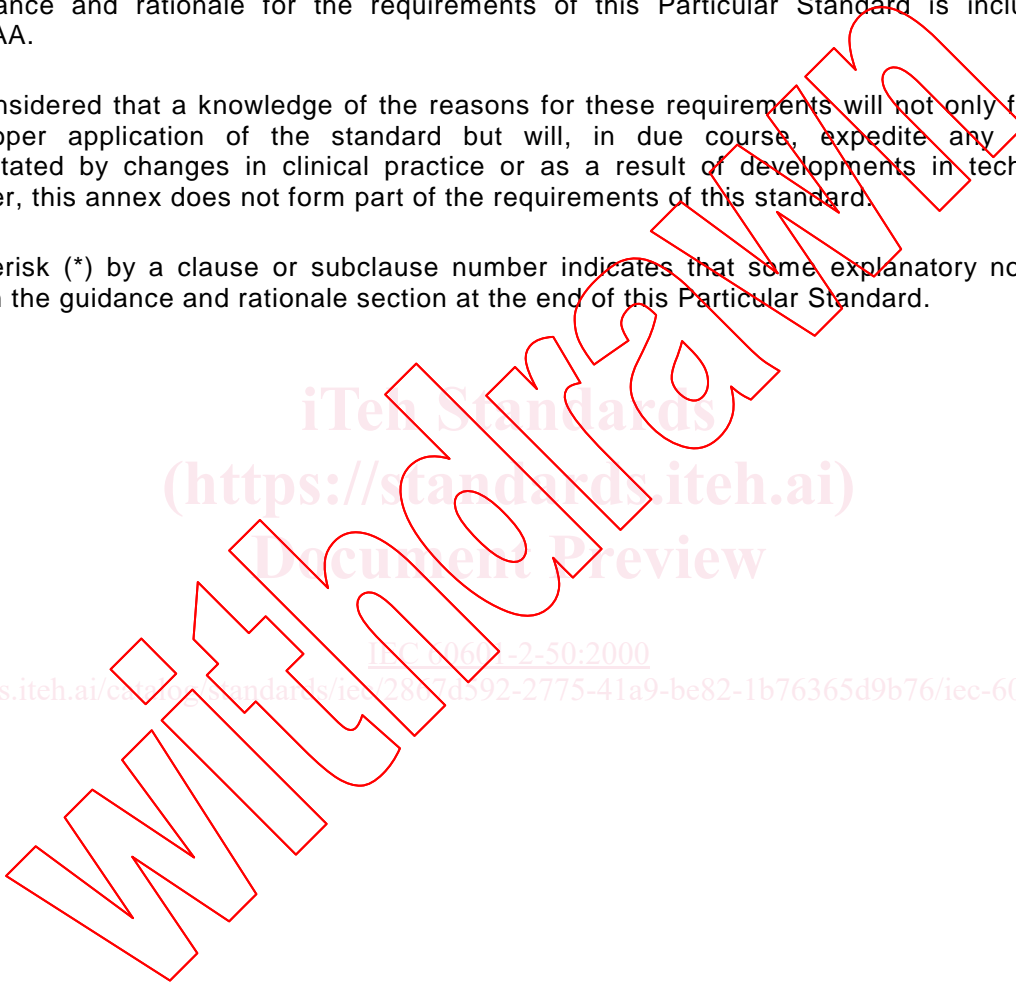 ance and rationale for the requirements of this Particular Standard is inclu
AA.
nsidered that a knowledge of the reasons for these requirements will not only f
oper application of the standard but will, in due course, expedite any
tated by changes in clinical practice or as a result of developments in tech
er, this annex does not form part of the requirements of this standard.
erisk (*) by a clause or subclause number indicates that some explanatory no
n the guidance and rationale section at the end of this Particular Standard.
iTeh Standards
(https://standards.iteh.ai)
Document Preview
IEC 60601-2-50:2000
s.iteh.ai/catalog/standards/iec/2867d592-2775-41a9-be82-1b76365d9b76/iec-60
withdrawn